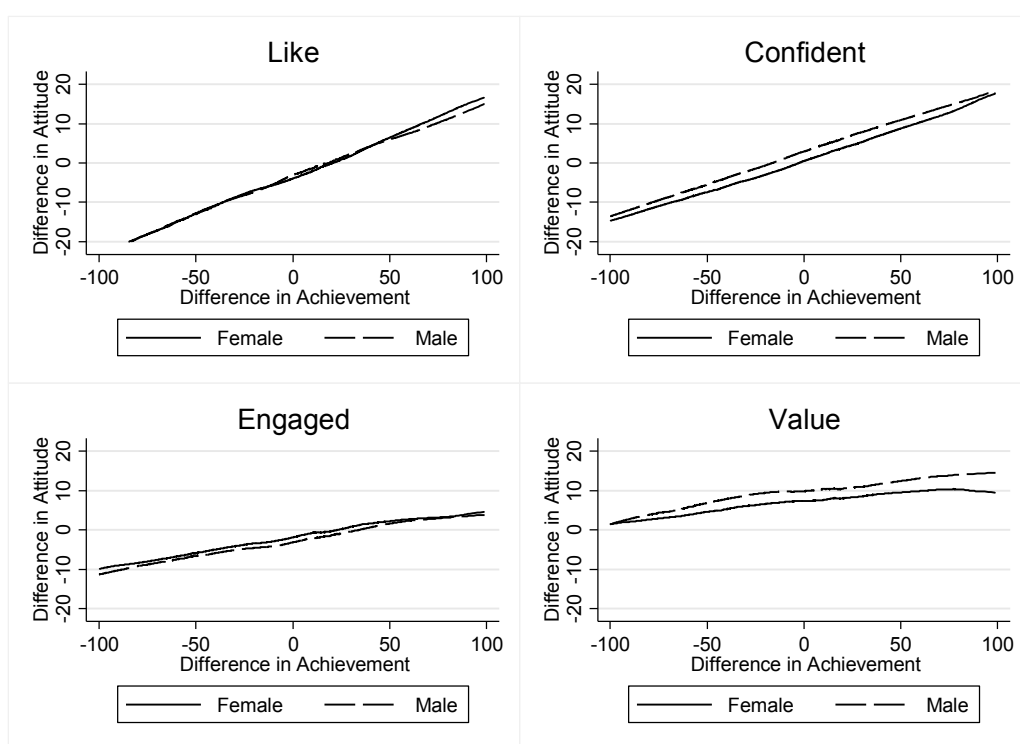 Like
Difference in Attitude
20
10
0
-10
-20
-100 -50 0 50 100
Difference in Achievement
Female Male
Confident
Difference in Attitude
20
10
0
-10
-20
-100 -50 0 50 100
Difference in Achievement
Female Male
Engaged
Difference in Attitude
20
10
0
-10
-20
-100 -50 0 50 100
Difference in Achievement
Female Male
Value
Difference in Attitude
20
10
0
-10
-20
-100 -50 0 50 100
Difference in Achievement
Female Male